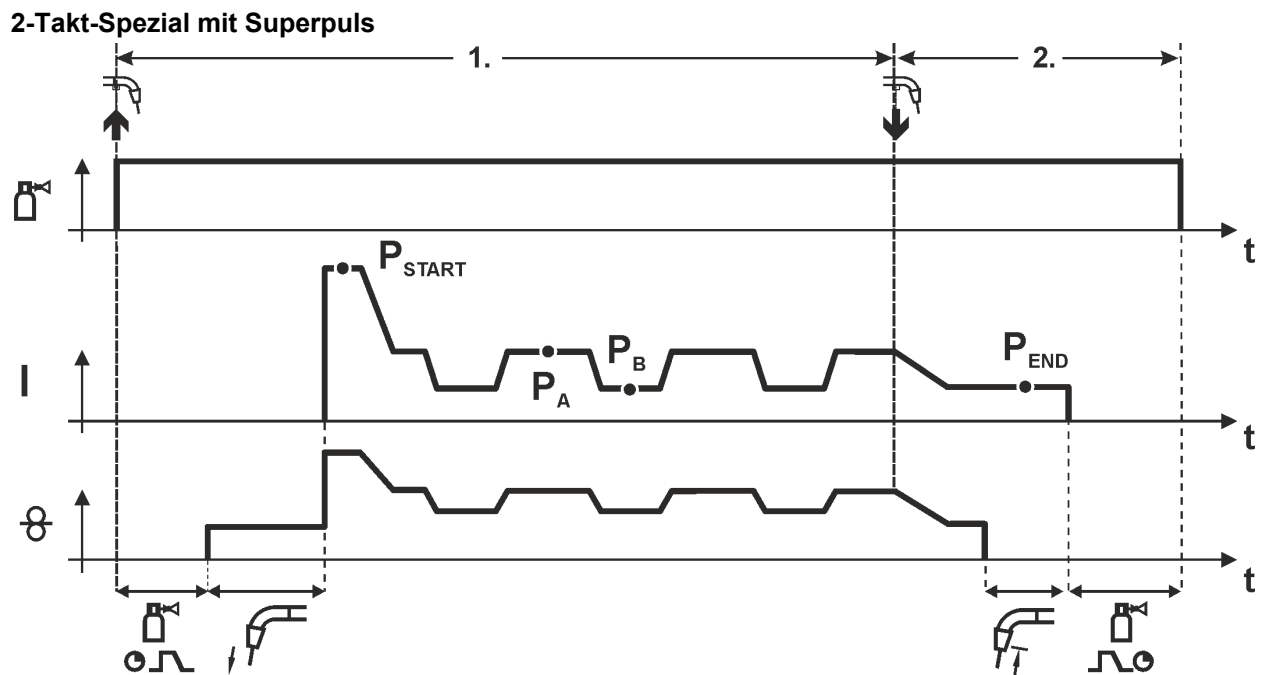 2-Takt-Spezial mit Superpuls
1.
2.
t
P START
P A
P B
P END
I
t
t